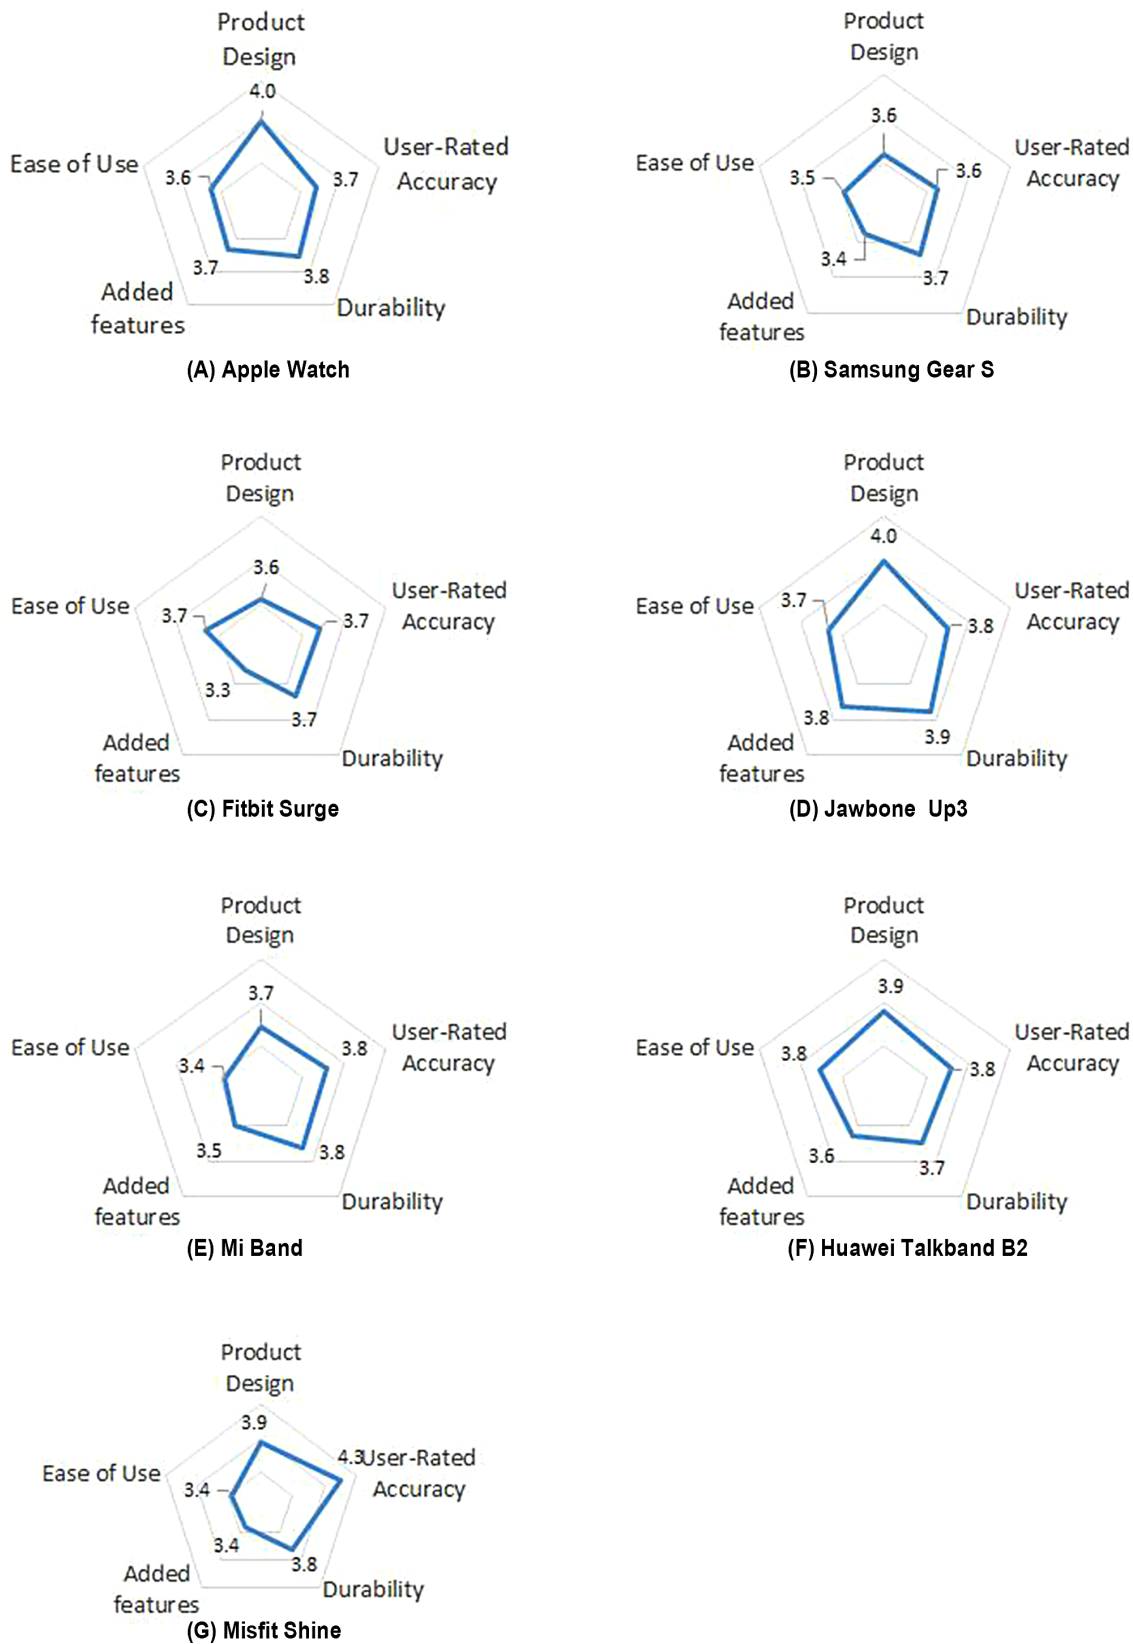 Product
Design
4.0
User-Rated
Accuracy
Ease of Use
3.6
3.7
3.7
3.8
Added
features
Durability
(A) Apple Watch
Product
Design
3.6
User-Rated
Accuracy
Ease of Use
3.5
3.6
3.4
3.7
Added
features
Durability
(B) Samsung Gear S
Product
Design
3.6
User-Rated
Accuracy
Ease of Use
3.7
3.7
3.3
3.7
Added
features
Durability
(C) Fitbit Surge
Product
Design
4.0
User-Rated
Accuracy
Ease of Use
3.7
3.8
3.8
3.9
Added
features
Durability
(D) Jawbone Up3
Product
Design
3.7
User-Rated
Accuracy
Ease of Use
3.8
3.4
3.5
3.8
Added
features
Durability
(E) Mi Band
Product
Design
3.9
User-Rated
Accuracy
Ease of Use
3.8
3.8
3.6
3.7
Added
features
Durability
(F) Huawei Talkband B2
Product
Design
3.9
4.3
User-Rated
Accuracy
Ease of Use
3.4
3.4
3.8
Added
features
Durability
(G) Misfit Shine